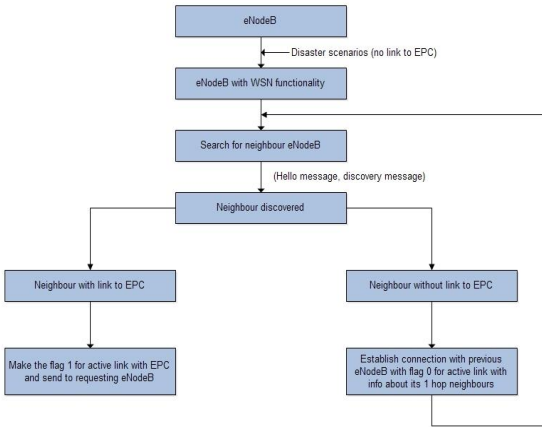 eNodeB
Disaster scenarios (no link to EPC)
eNodeB with WSN functionality
Search for neighbour eNodeB
(Hello message, discovery message)
Neighbour discovered
Neighbour with link to EPC
Neighbour without link to EPC
Make the flag 1 for active link with EPC
and send to requesting eNodeB
Establish connection with previous
eNodeB with flag 0 for active link with
info about its 1 hop neighbours